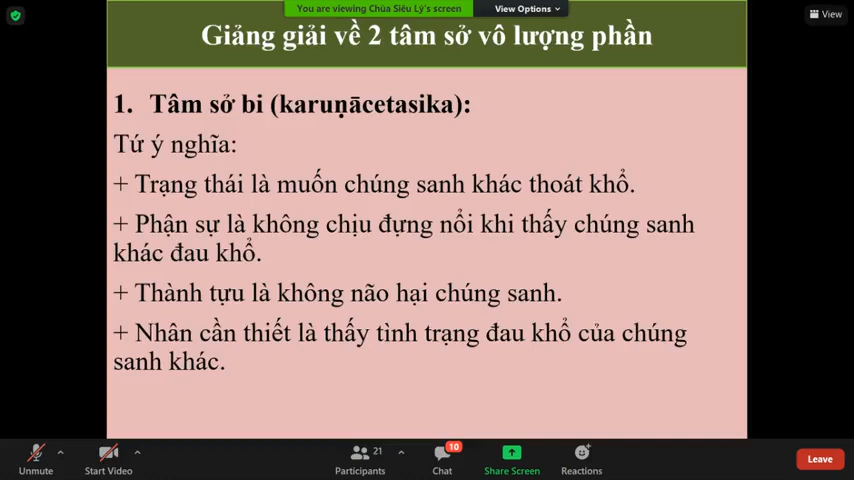 You are viewing Chùa Siêu Lý's screen
View Options
View
Giảng giải về 2 tâm sở vô lượng phần
1. Tâm sở bi (karuṇācetasika):
Tứ ý nghĩa:
+ Trạng thái là muốn chúng sanh khác thoát khổ.
+ Phận sự là không chịu đựng nổi khi thấy chúng sanh
khác đau khổ.
+ Thành tựu là không não hại chúng sanh.
+ Nhân cần thiết là thấy tình trạng đau khổ của chúng
sanh khác.
21
10
Unmute
Start Video
Participants
Chat
Share Screen
Reactions
Leave